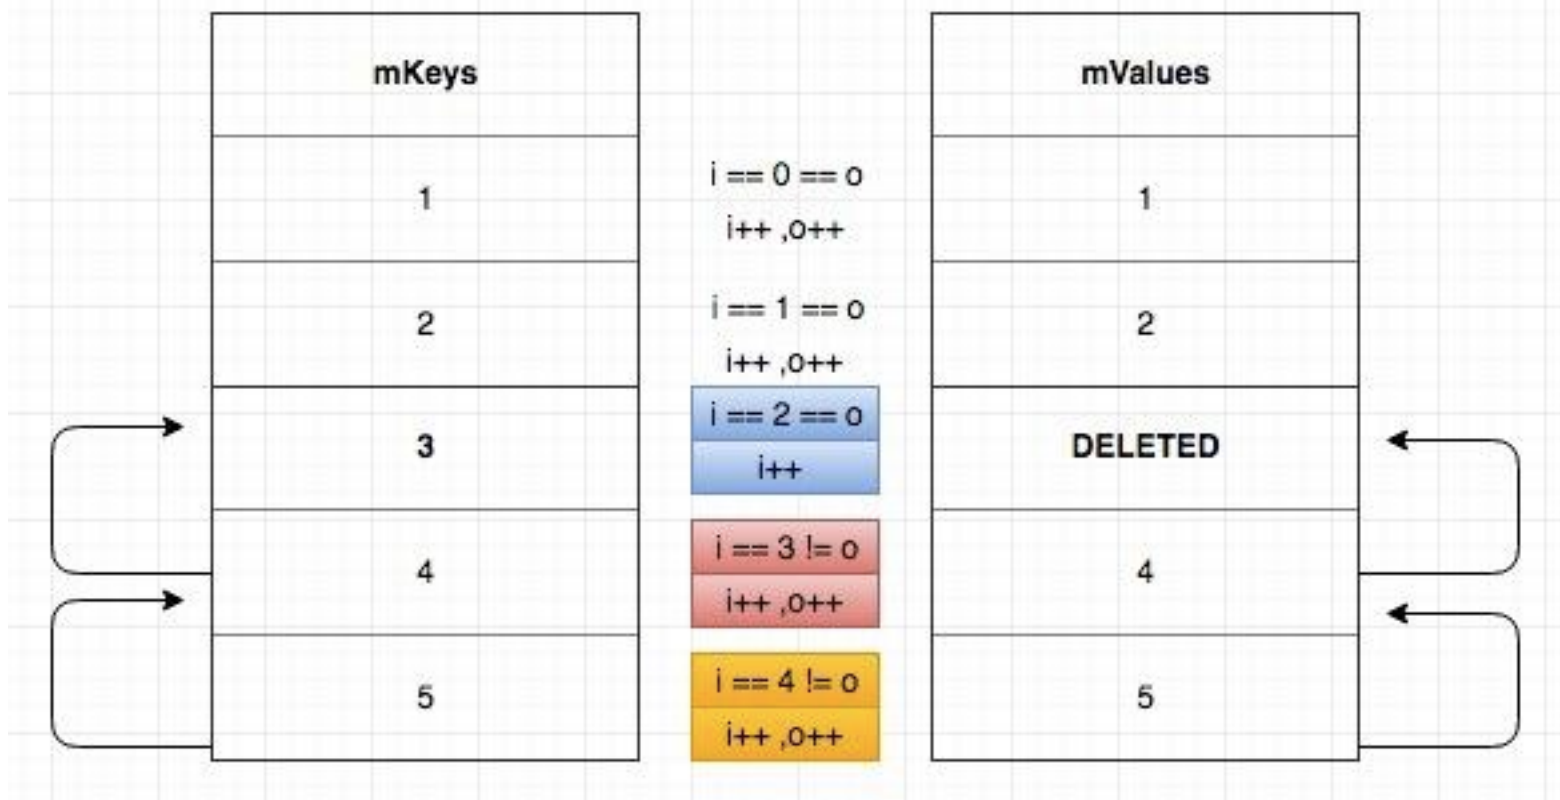 mKeys
mValues
1
i == 0 == o
i++ ,o++
1
2
i == 1 == o
i++ ,o++
2
3
i == 2 == o
i++
DELETED
4
i == 3 != o
i++ ,o++
4
5
i == 4 != o
i++ ,o++
5